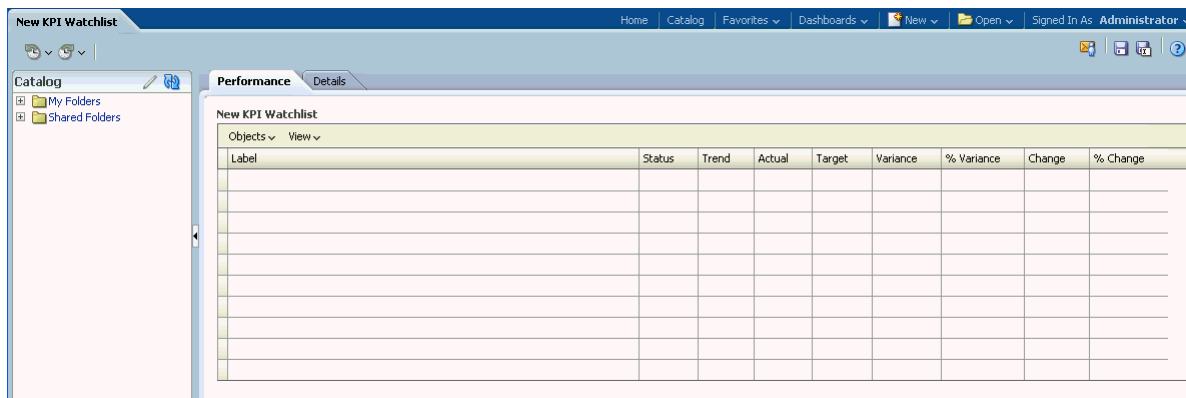 New KPI Watchlist
Home Catalog Favorites Dashboards New Open Signed In As Administrator
Catalog
My Folders
Shared Folders
Performance Details
New KPI Watchlist
Objects View
Label Status Trend Actual Target Variance % Variance Change % Change